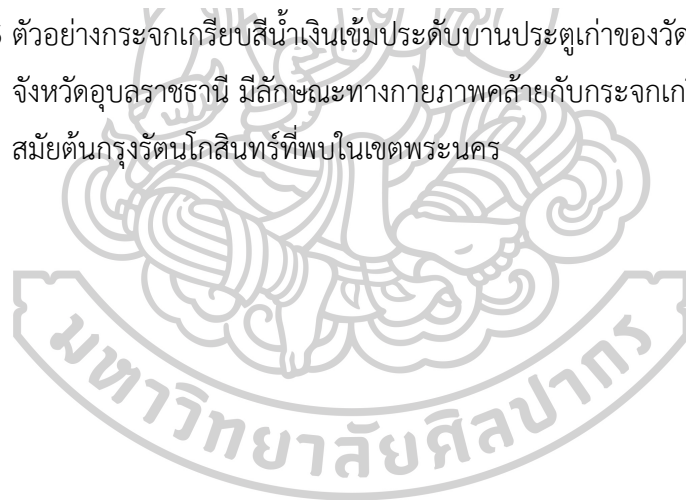 ตัวอย่างกระจกเกรียบสีน้ำเงินเข้มประดับบานประตูเก่าของวัด
จังหวัดอุบลราชธานี มีลักษณะทางกายภาพคล้ายกับกระจก
สมัยต้นกรุงรัตนโกสินทร์ที่พบในเขตพระนคร
มหาวิทยาลัยศิลปากร